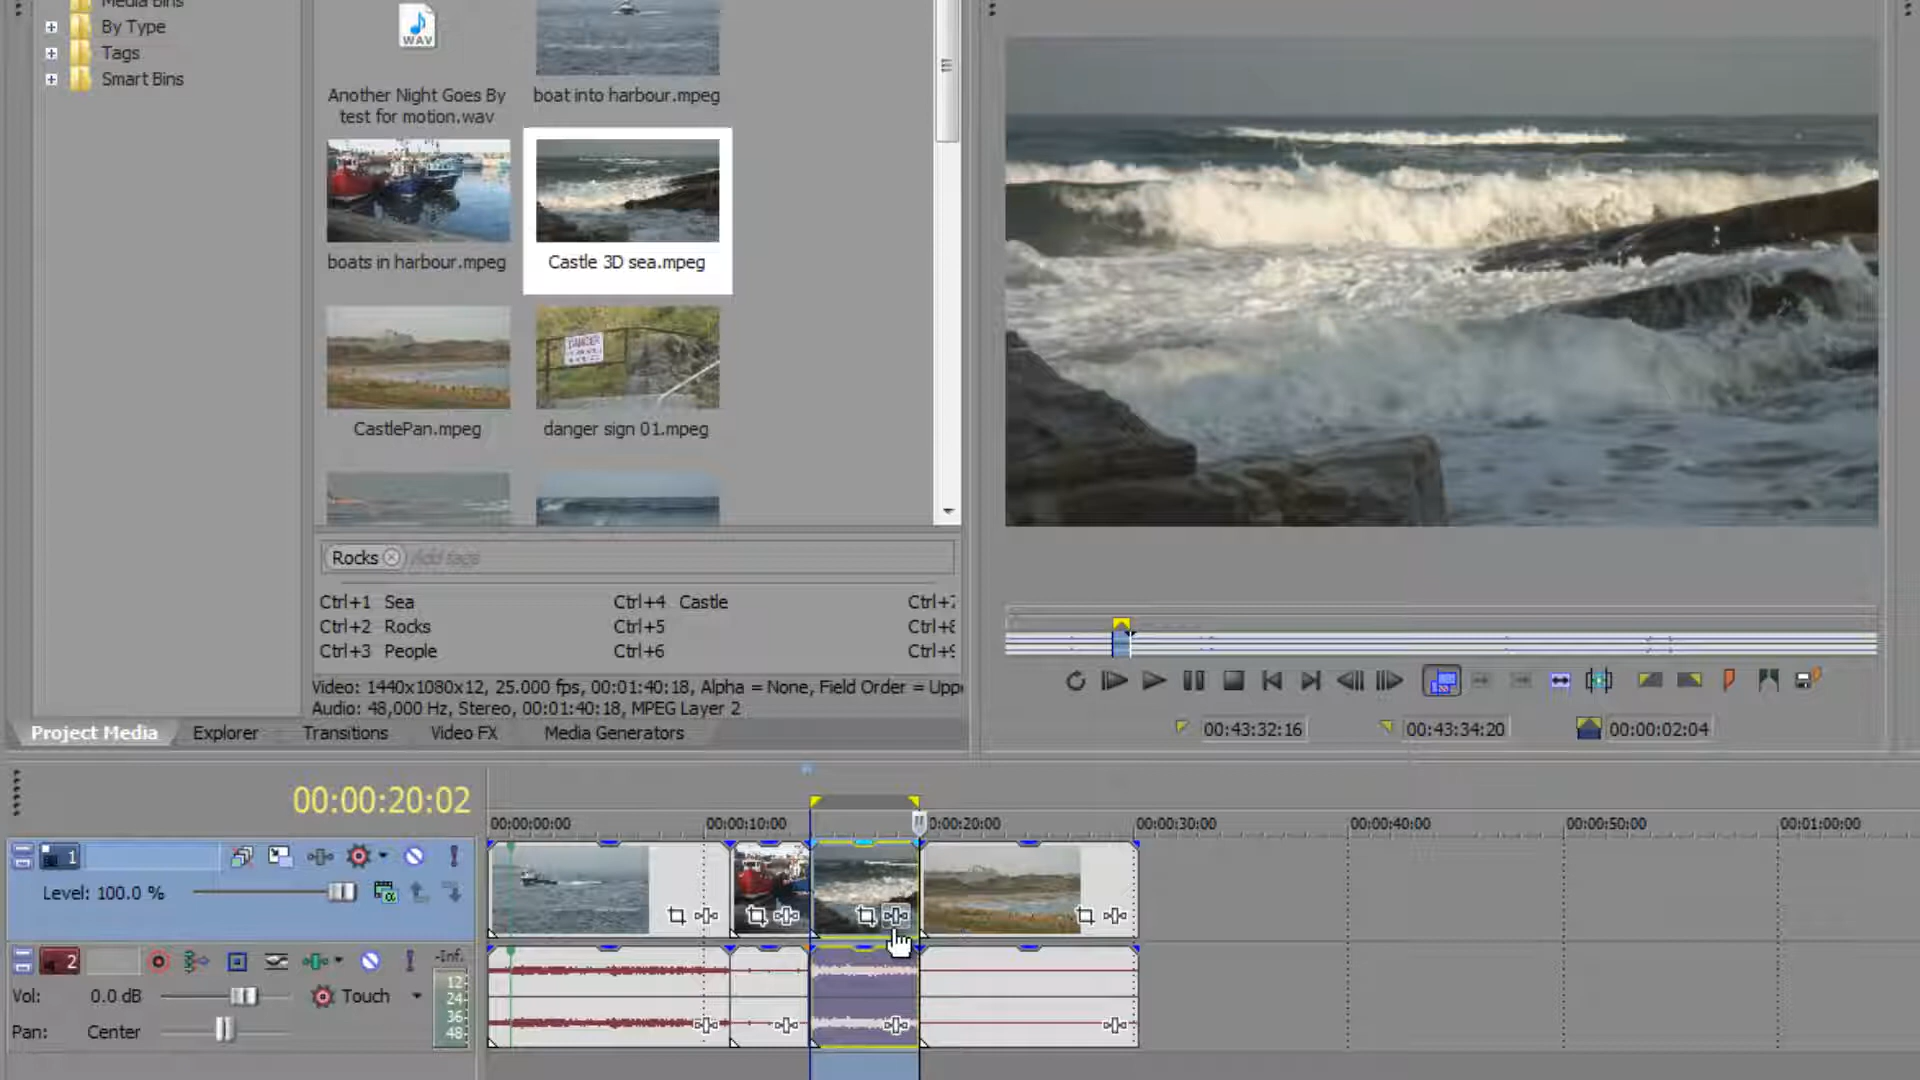 Media Bins
By Type
Tags
Smart Bins
WAV
Another Night Goes By
test for motion.wav
boat into harbour.mpeg
boats in harbour.mpeg
Castle 3D sea.mpeg
CastlePan.mpeg
DANGER
danger sign 01.mpeg
Rocks
Add tags
Ctrl+1 Sea
Ctrl+4 Castle
Ctrl+2 Rocks
Ctrl+5
Ctrl+3 People
Ctrl+6
Video: 1440x1080x12, 25.000 fps, 00:01:40:18, Alpha = None, Field Order = Upp
Audio: 48,000 Hz, Stereo, 00:01:40:18, MPEG Layer 2
Project Media
Explorer
Transitions
Video FX
Media Generators
00:43:32:16
00:43:34:20
00:00:02:04
00:00:20:02
00:00:00:00
00:00:10:00
0:00:20:00
00:00:30:00
00:00:40:00
00:00:50:00
00:01:00:00
1
Level: 100.0 %
2
-Inf.
12
24
36
48
Vol: 0.0 dB
Touch
Pan: Center